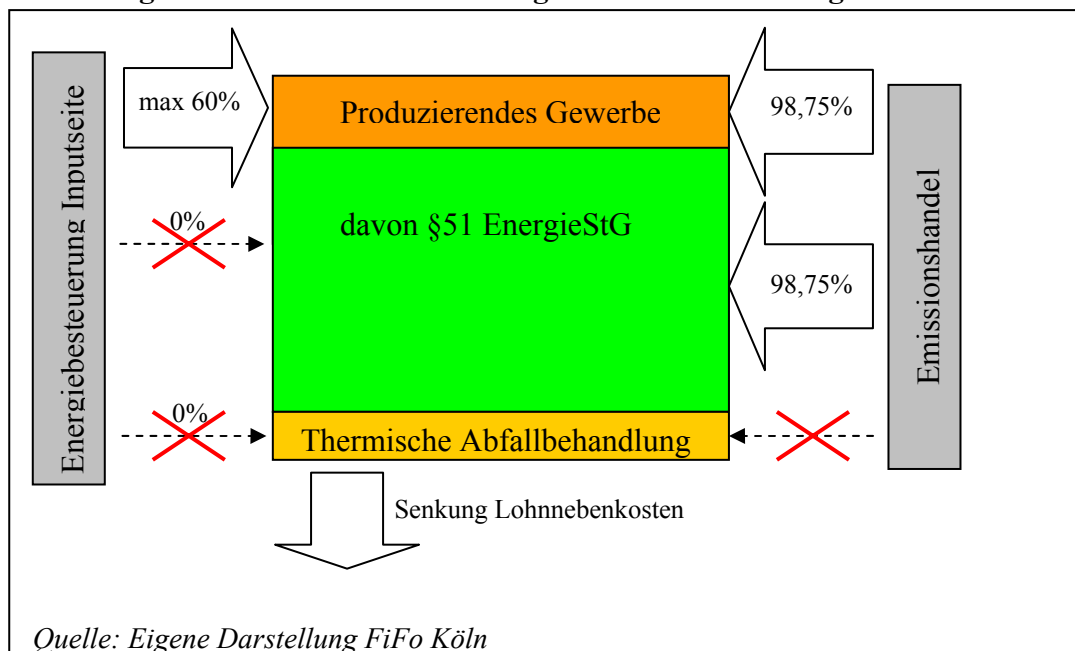 max 60%
Produzierendes Gewerbe
98,75%
Energiebesteuerung Inputseite
0%
davon §51 EnergieStG
98,75%
Emissionshandel
0%
Thermische Abfallbehandlung
Senkung Lohnnebenkosten
Quelle: Eigene Darstellung FiFo Köln